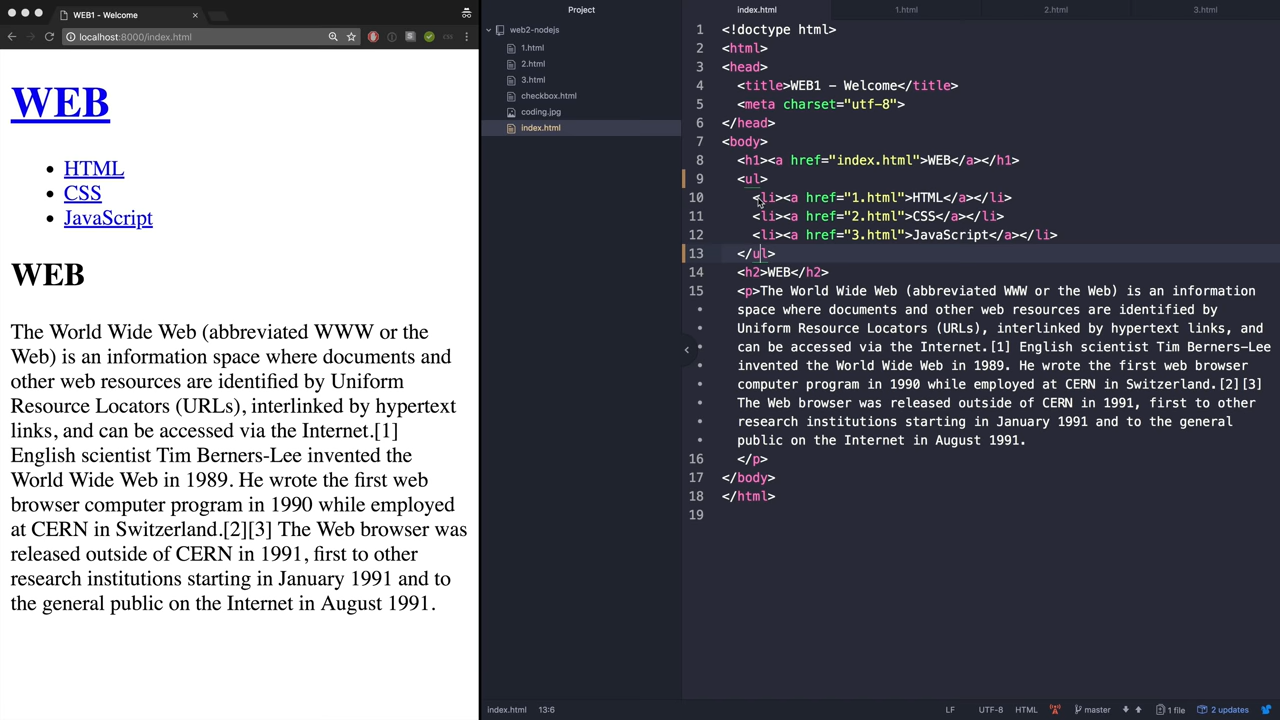 WEB1 - Welcome
localhost:8000/index.html
WEB
HTML
CSS
JavaScript
WEB
The World Wide Web (abbreviated WWW or the
Web) is an information space where documents and
other web resources are identified by Uniform
Resource Locators (URLs), interlinked by hypertext
links, and can be accessed via the Internet.[1]
English scientist Tim Berners-Lee invented the
World Wide Web in 1989. He wrote the first web
browser computer program in 1990 while employed
at CERN in Switzerland.[2][3] The Web browser was
released outside of CERN in 1991, first to other
research institutions starting in January 1991 and to
the general public on the Internet in August 1991.
Project
web2-nodejs
1.html
2.html
3.html
checkbox.html
coding.jpg
index.html
index.html 1.html 2.html 3.html
1 <!doctype html>
2 <html>
3 <head>
4 <title>WEB1 - Welcome</title>
5 <meta charset="utf-8">
6 </head>
7 <body>
8 <h1><a href="index.html">WEB</a></h1>
9 <ul>
10 <li><a href="1.html">HTML</a></li>
11 <li><a href="2.html">CSS</a></li>
12 <li><a href="3.html">JavaScript</a></li>
13 </ul>
14 <h2>WEB</h2>
15 <p>The World Wide Web (abbreviated WWW or the Web) is an information
space where documents and other web resources are identified by
Uniform Resource Locators (URLs), interlinked by hypertext links, and
can be accessed via the Internet.[1] English scientist Tim Berners-Lee
invented the World Wide Web in 1989. He wrote the first web browser
computer program in 1990 while employed at CERN in Switzerland.[2][3]
The Web browser was released outside of CERN in 1991, first to other
research institutions starting in January 1991 and to the general
public on the Internet in August 1991.
16 </p>
17 </body>
18 </html>
19
index.html 13:6 LF UTF-8 HTML master 1 file 2 updates